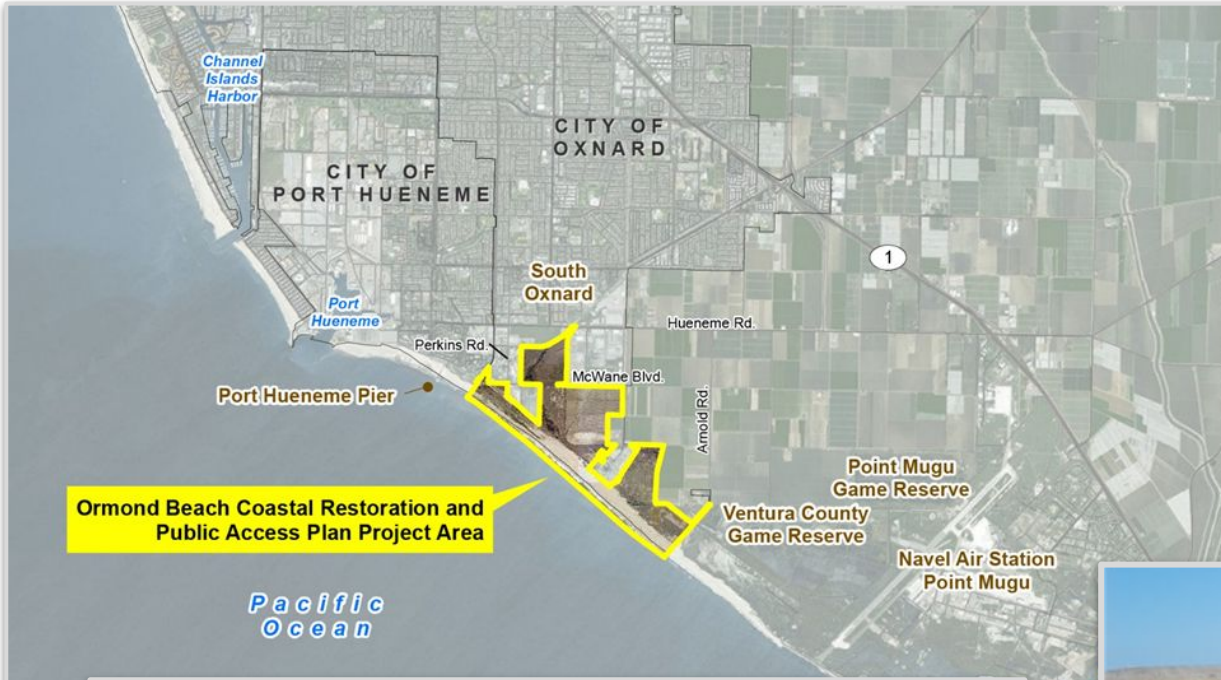 Channel
Islands
Harbor
CITY OF
OXNARD
CITY OF
PORT HUENEME
1
South
Oxnard
Port
Hueneme
Hueneme Rd.
Perkins Rd.
McWane Blvd.
Port Hueneme Pier
Arnold Rd.
Point Mugu
Game Reserve
Ormond Beach Coastal Restoration and
Public Access Plan Project Area
Ventura County
Game Reserve
Navel Air Station
Point Mugu
Pacific
Ocean